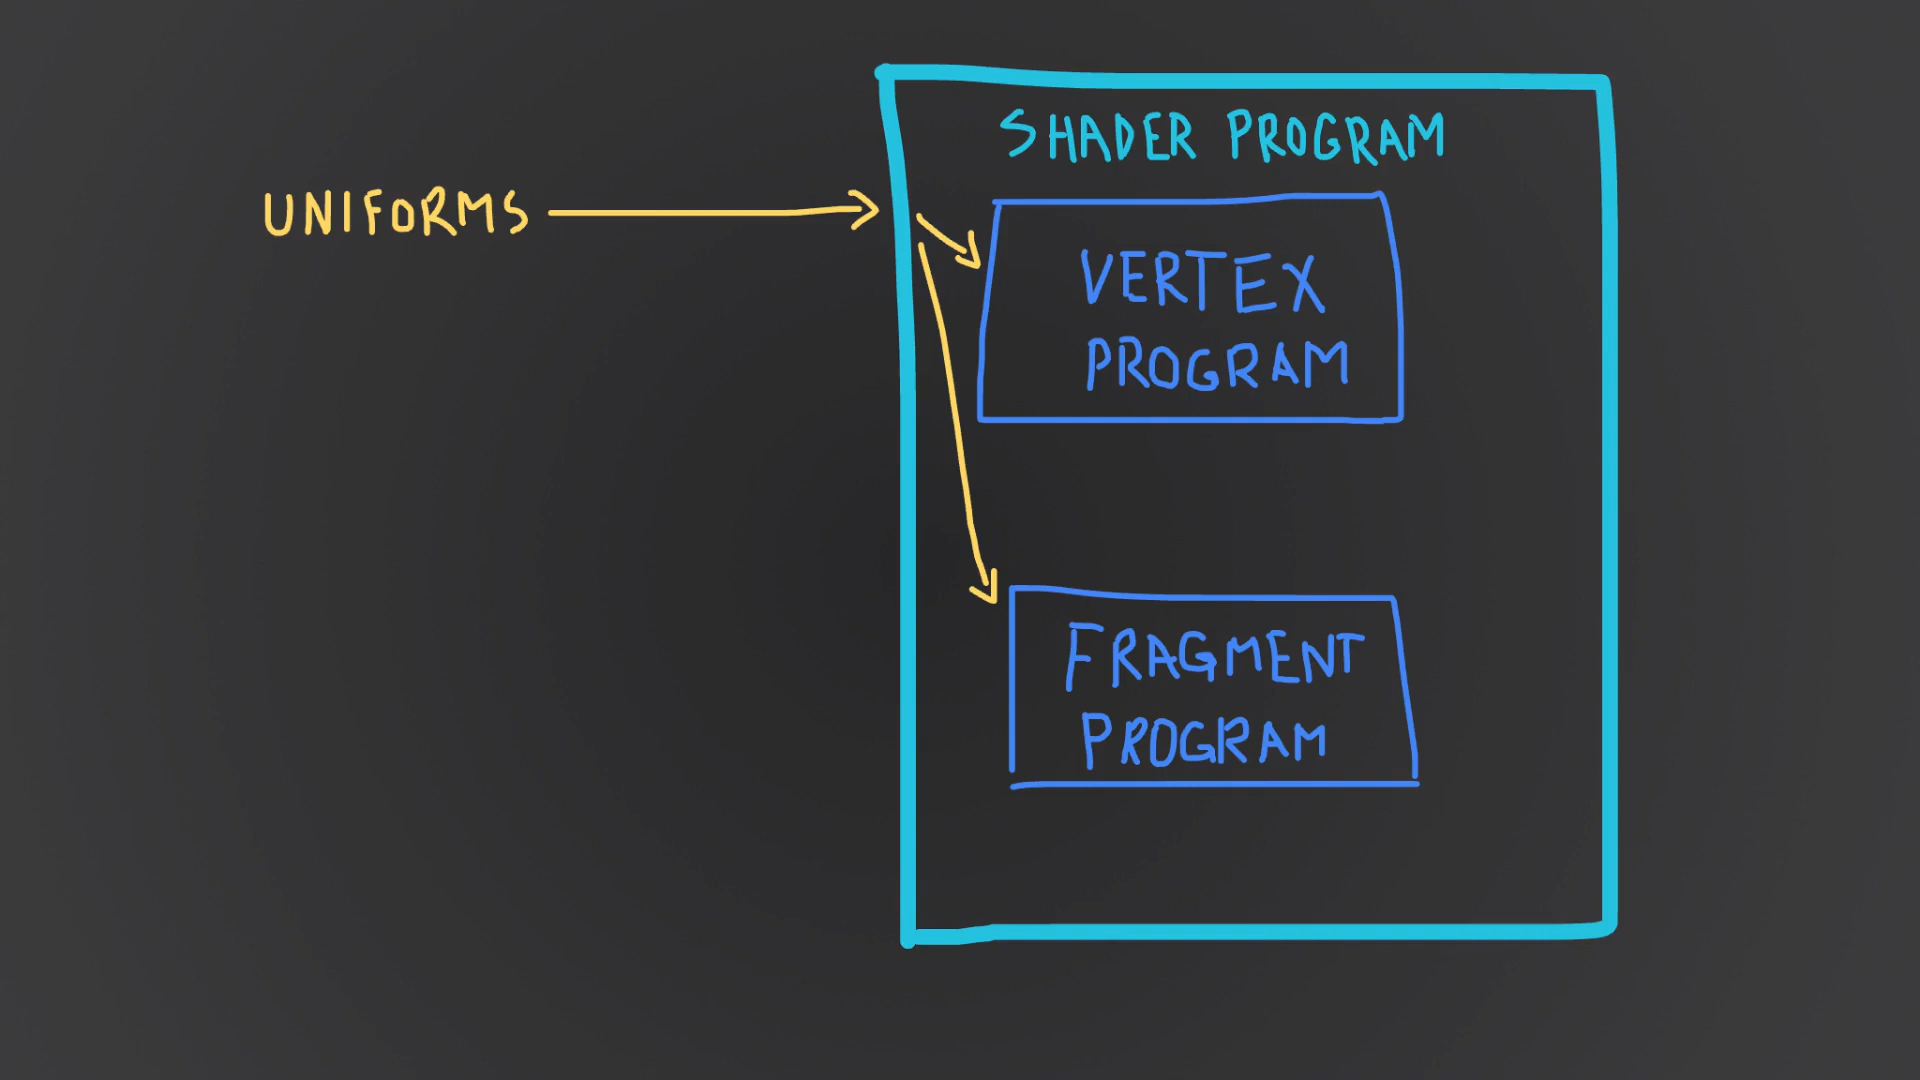 SHADER PROGRAM
UNIFORMS
VERTEX
PROGRAM
FRAGMENT
PROGRAM